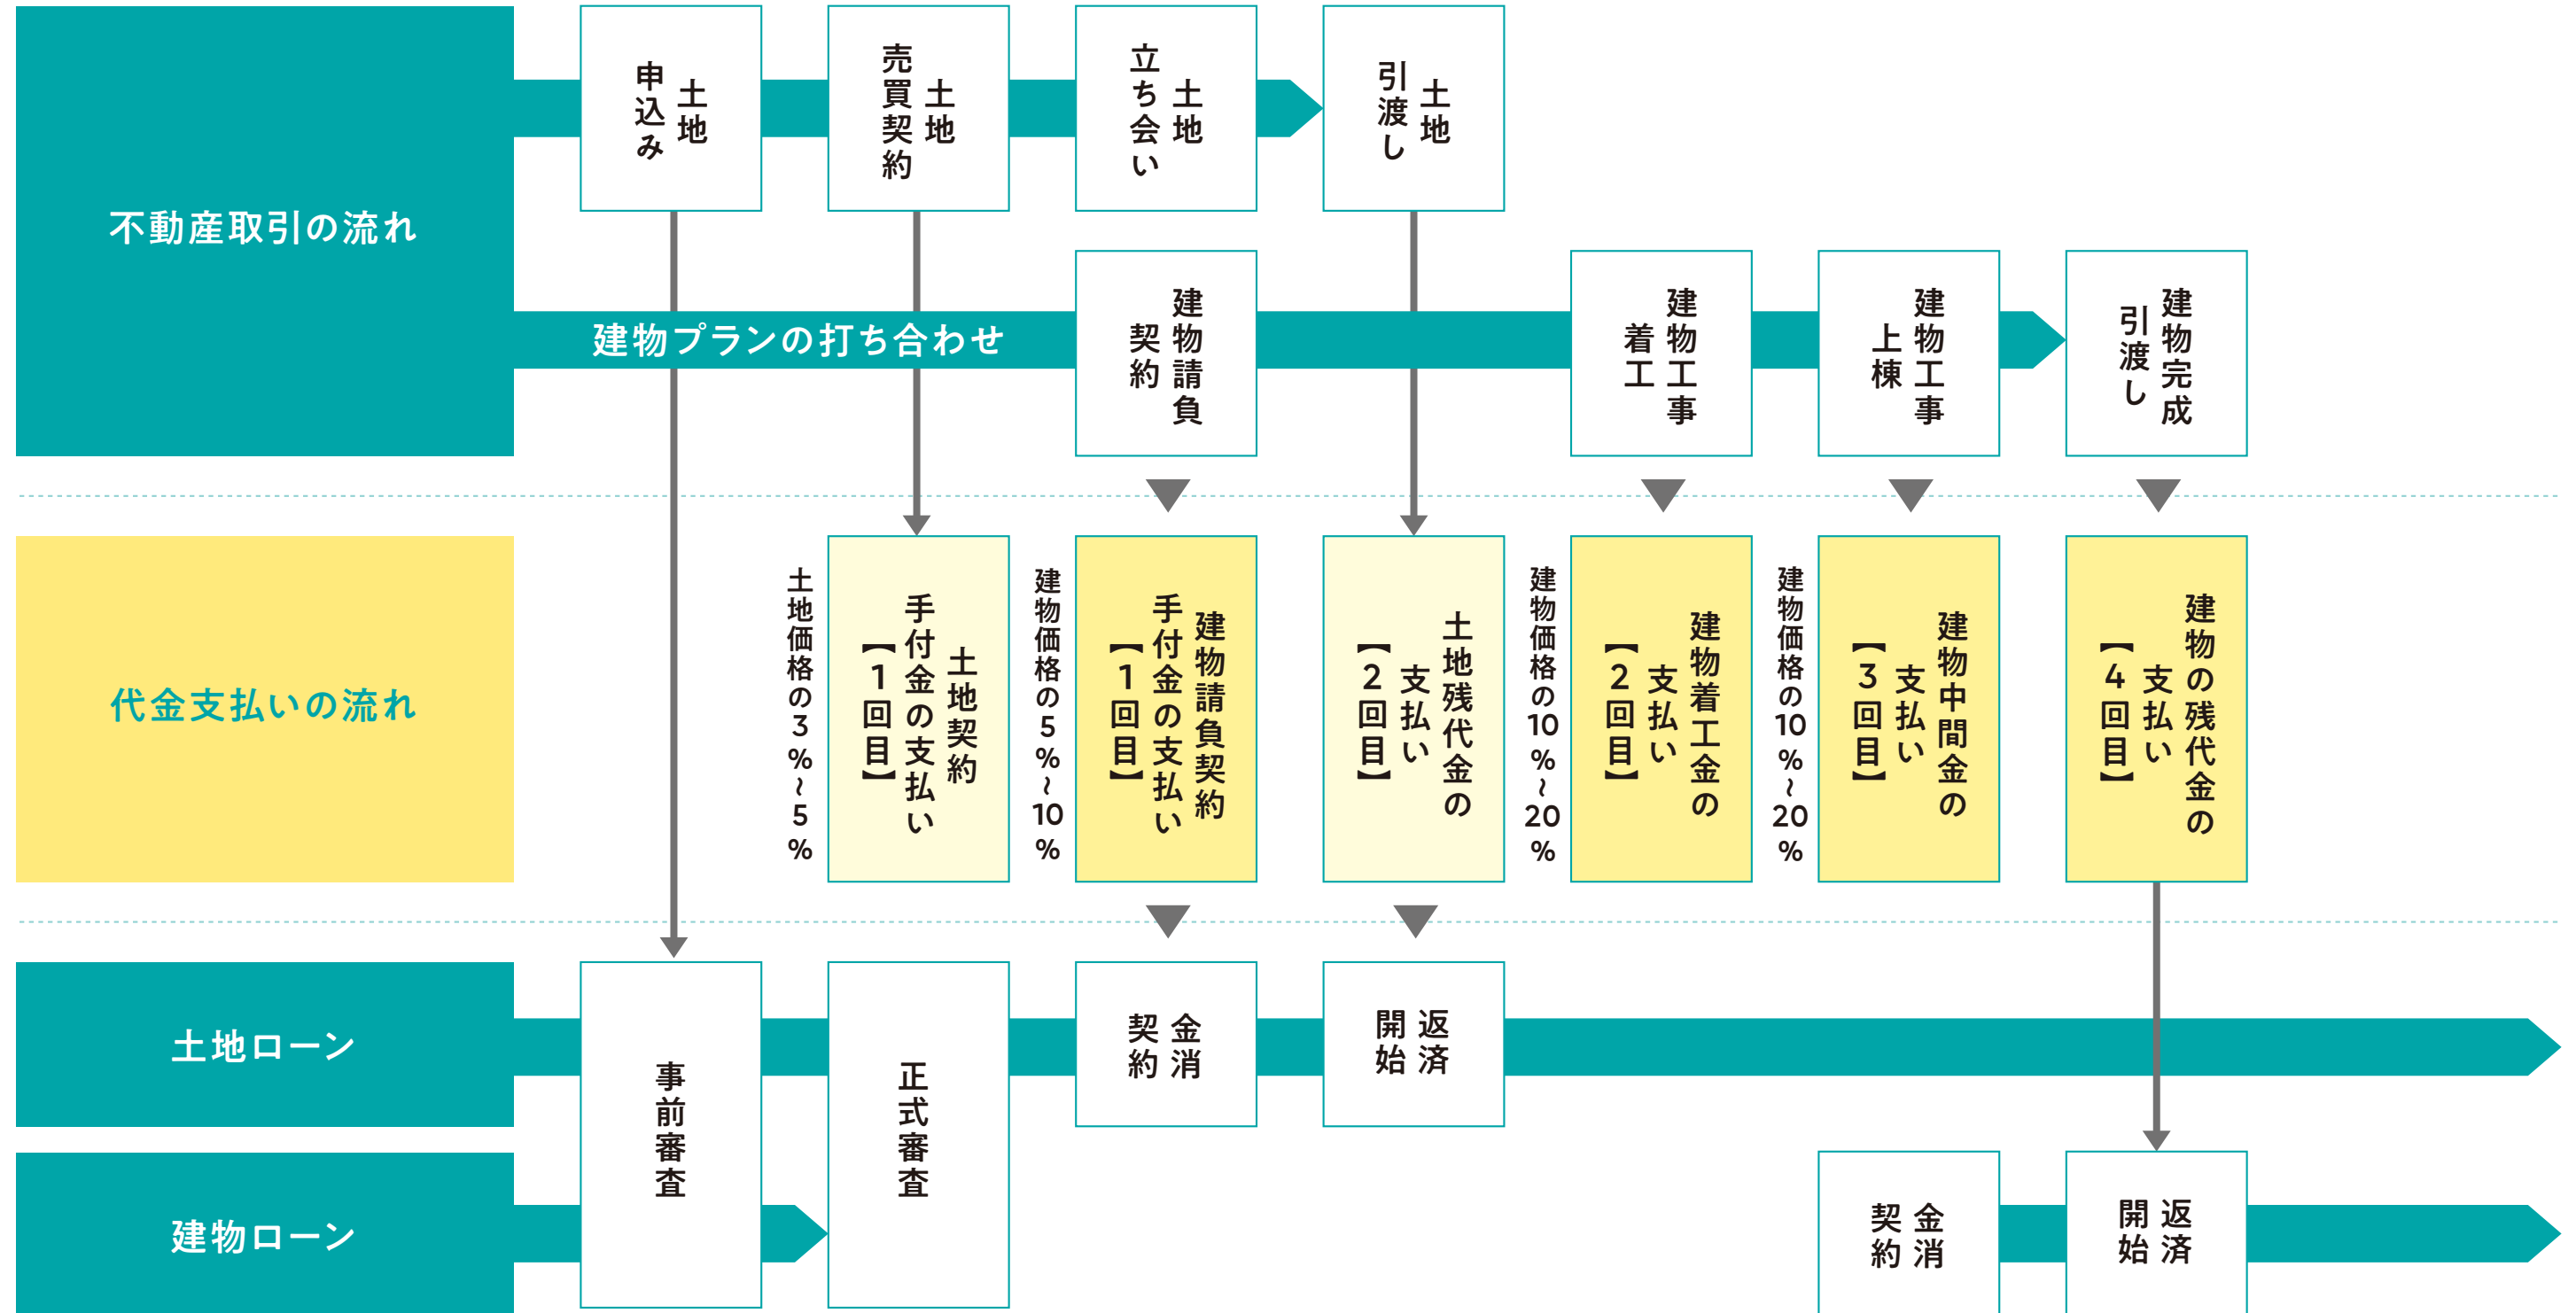 不動産取引の流れ
土地
申込み
土地
売買契約
土地
立ち会い
土地
引渡し
建物プランの打ち合わせ
建物請負
契約
建物工事
着工
建物工事
上棟
建物完成
引渡し
代金支払いの流れ
土地価格の3%~5%
土地契約
手付金の支払い
【1回目】
建物価格の5%~10%
建物請負契約
手付金の支払い
【1回目】
土地残代金の
支払い
【2回目】
建物価格の10%~20%
建物着工金の
支払い
【2回目】
建物価格の10%~20%
建物中間金の
支払い
【3回目】
建物の残代金の
支払い
【4回目】
土地ローン
事前審査
正式審査
金消
契約
返済
開始
建物ローン
金消
契約
返済
開始